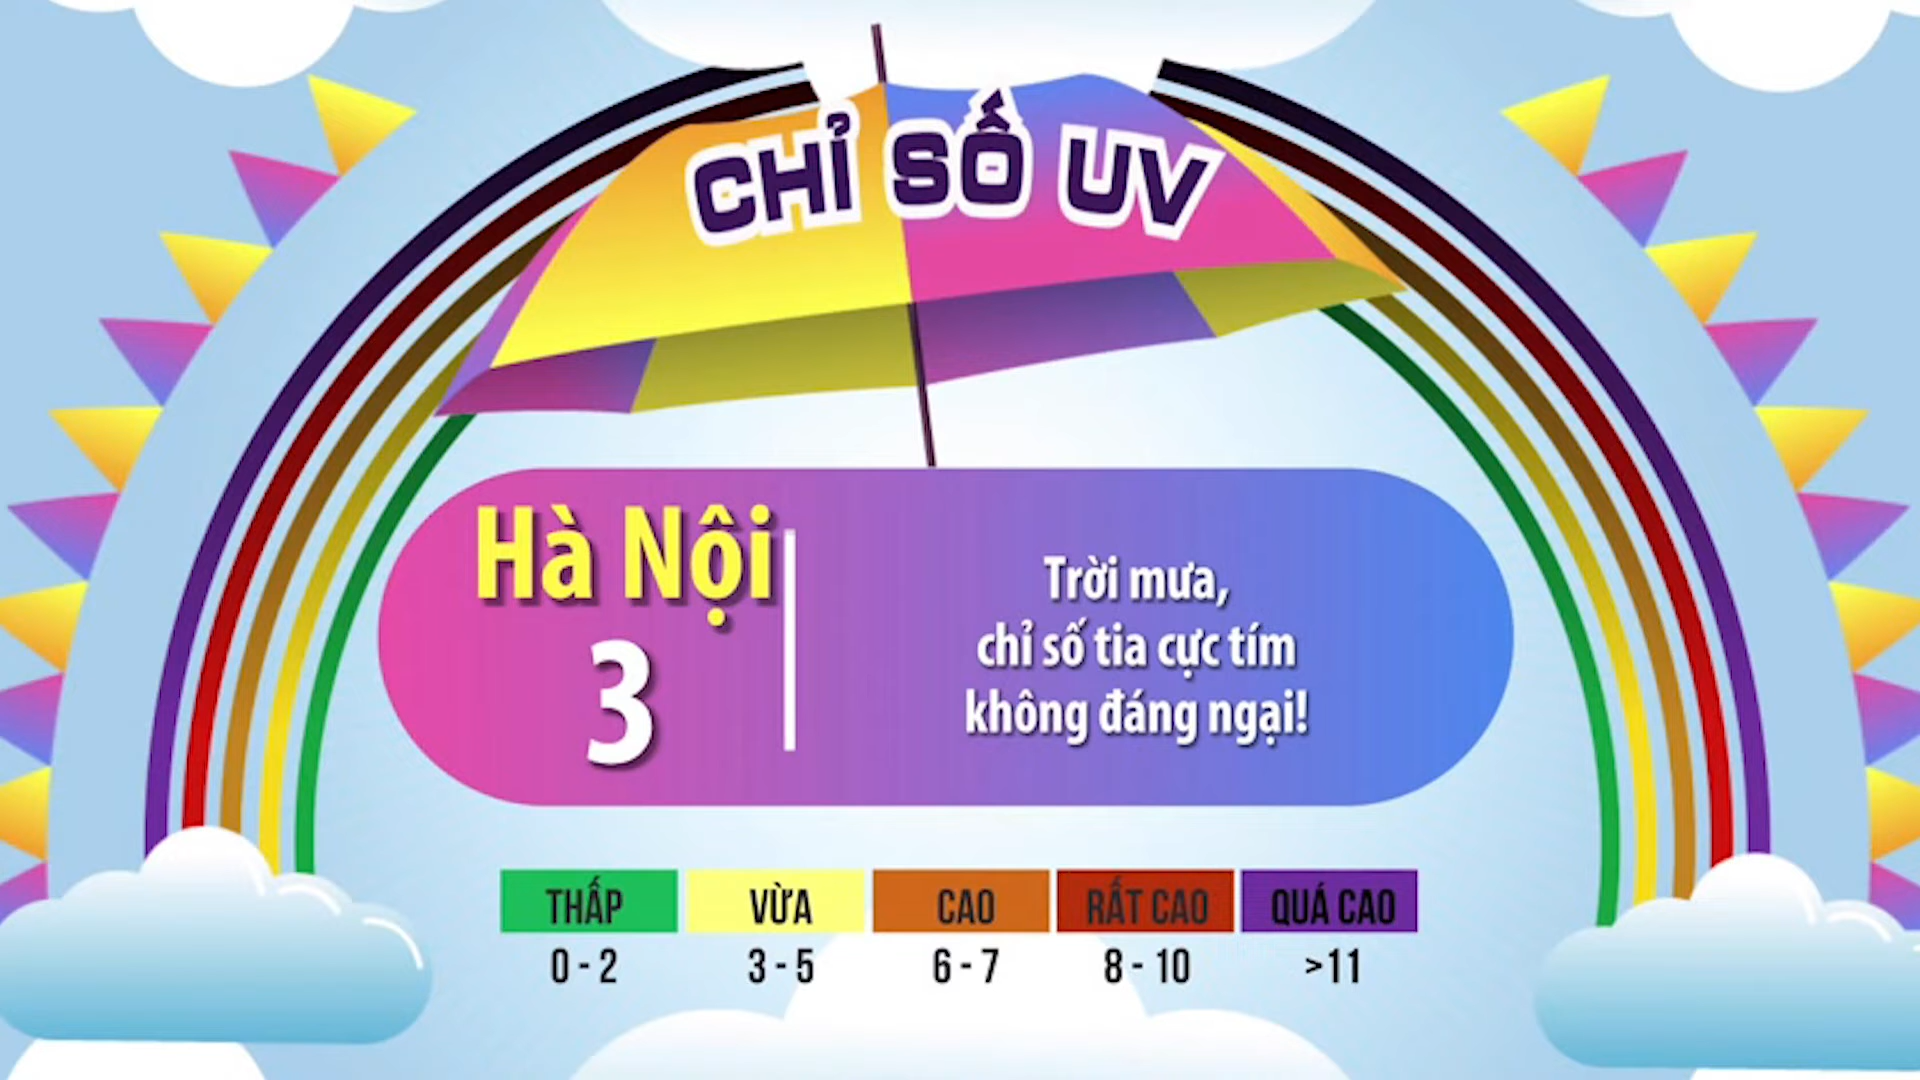 CHỈ SỐ UV
Hà Nội
3
Trời mưa,
chỉ số tia cực tím
không đáng ngại!
THẤP VỪA CAO RẤT CAO QUÁ CAO
0 - 2 3 - 5 6 - 7 8 - 10 >11